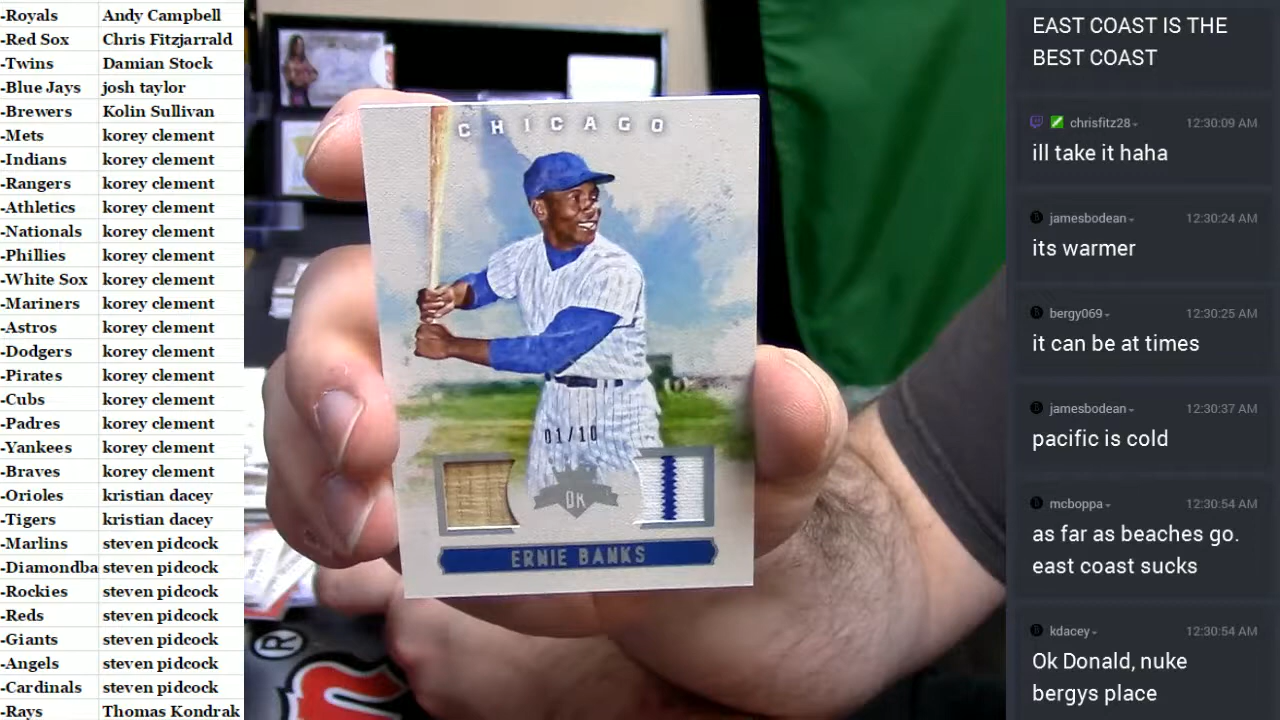 -Royals Andy Campbell
-Red Sox Chris Fitzjarrald
-Twins Damian Stock
-Blue Jays josh taylor
-Brewers Kolin Sullivan
-Mets korey clement
-Indians korey clement
-Rangers korey clement
-Athletics korey clement
-Nationals korey clement
-Phillies korey clement
-White Sox korey clement
-Mariners korey clement
-Astros korey clement
-Dodgers korey clement
-Pirates korey clement
-Cubs korey clement
-Padres korey clement
-Yankees korey clement
-Braves korey clement
-Orioles kristian dacey
-Tigers kristian dacey
-Marlins steven pidcock
-Diamondba steven pidcock
-Rockies steven pidcock
-Reds steven pidcock
-Giants steven pidcock
-Angels steven pidcock
-Cardinals steven pidcock
-Rays Thomas Kondrak
CHICAGO
01/10
DK
ERNIE BANKS
®
EAST COAST IS THE
BEST COAST
chrisfitz28 12:30:09 AM
ill take it haha
jamesbodean 12:30:24 AM
its warmer
bergy069 12:30:25 AM
it can be at times
jamesbodean 12:30:37 AM
pacific is cold
mcboppa 12:30:54 AM
as far as beaches go.
east coast sucks
kdacey 12:30:54 AM
Ok Donald, nuke
bergys place